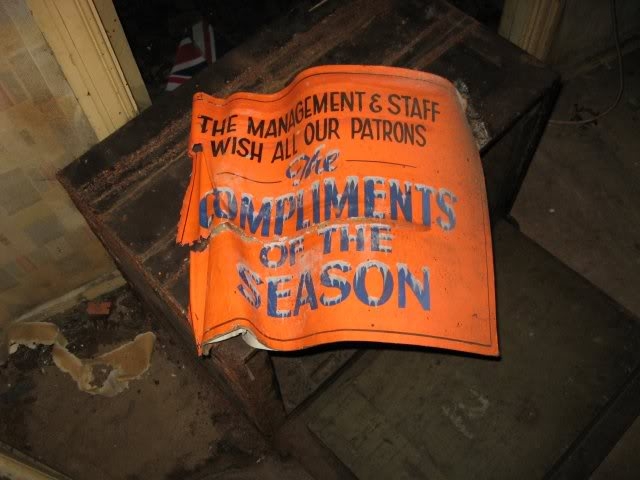 THE MANAGEMENT & STAFF
WISH ALL OUR PATRONS
The
COMPLIMENTS
OF THE
SEASON